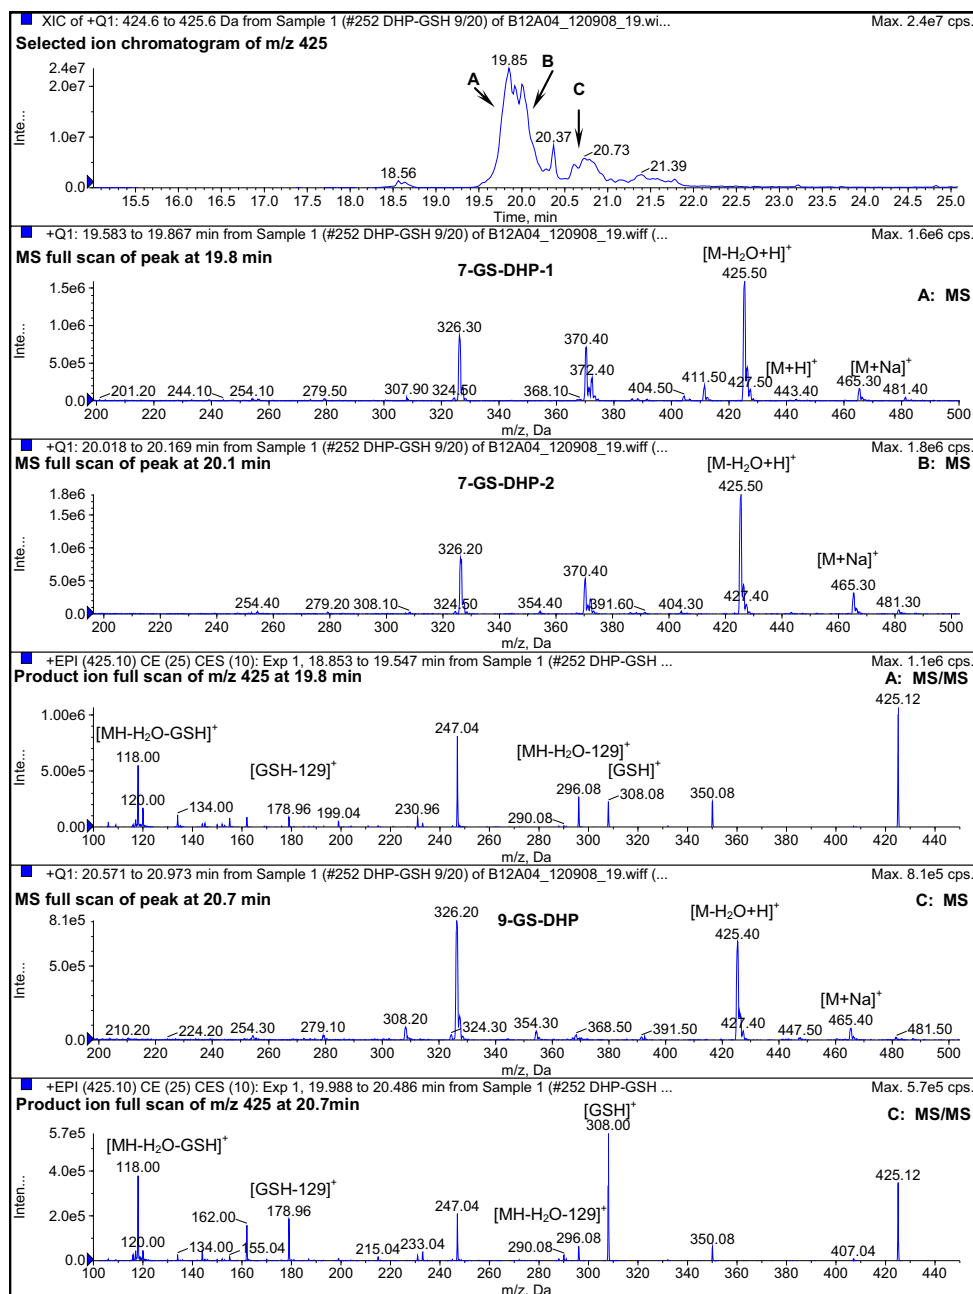 XIC of +Q1: 424.6 to 425.6 Da from Sample 1 (#252 DHP-GSH 9/20) of B12A04_120908_19.wi... Max. 2.4e7 cps.
Selected ion chromatogram of m/z 425
Inte...
2.4e7
2.0e7
1.0e7
0.0
18.56
A
19.85
B
20.37
C
20.73
21.39
15.5 16.0 16.5 17.0 17.5 18.0 18.5 19.0 19.5 20.0 20.5 21.0 21.5 22.0 22.5 23.0 23.5 24.0 24.5 25.0
Time, min
+Q1: 19.583 to 19.867 min from Sample 1 (#252 DHP-GSH 9/20) of B12A04_120908_19.wiff (... Max. 1.6e6 cps.
MS full scan of peak at 19.8 min
7-GS-DHP-1
[M-H₂O+H]⁺
A: MS
Inte...
1.5e6
1.0e6
5.0e5
0.0
201.20 244.10 254.10 279.50 307.90 324.50 326.30 368.10 370.40 372.40 404.50 411.50 425.50 427.50
[M+H]⁺
443.40
[M+Na]⁺
465.30
481.40
200 220 240 260 280 300 320 340 360 380 400 420 440 460 480 500
m/z, Da
+Q1: 20.018 to 20.169 min from Sample 1 (#252 DHP-GSH 9/20) of B12A04_120908_19.wiff (... Max. 1.8e6 cps.
MS full scan of peak at 20.1 min
7-GS-DHP-2
[M-H₂O+H]⁺
B: MS
Inte...
1.8e6
1.5e6
1.0e6
5.0e5
0.0
254.40 279.20 308.10 324.50 326.20 354.40 370.40 391.60 404.30 425.50 427.40
[M+Na]⁺
465.30
481.30
200 220 240 260 280 300 320 340 360 380 400 420 440 460 480 500
m/z, Da
+EPI (425.10) CE (25) CES (10): Exp 1, 18.853 to 19.547 min from Sample 1 (#252 DHP-GSH ... Max. 1.1e6 cps.
Product ion full scan of m/z 425 at 19.8 min
A: MS/MS
Inte...
1.00e6
5.00e5
0.00
[MH-H₂O-GSH]⁺
118.00
120.00
134.00
[GSH-129]⁺
178.96
199.04
230.96
247.04
290.08
[MH-H₂O-129]⁺
296.08
[GSH]⁺
308.08
350.08
425.12
100 120 140 160 180 200 220 240 260 280 300 320 340 360 380 400 420 440
m/z, Da
+Q1: 20.571 to 20.973 min from Sample 1 (#252 DHP-GSH 9/20) of B12A04_120908_19.wiff (... Max. 8.1e5 cps.
MS full scan of peak at 20.7 min
9-GS-DHP
[M-H₂O+H]⁺
C: MS
Inte...
8.1e5
5.0e5
0.0
210.20 224.20 254.30 279.10 308.20 324.30 326.20 354.30 368.50 391.50 425.40 427.40 447.50
[M+Na]⁺
465.40
481.50
200 220 240 260 280 300 320 340 360 380 400 420 440 460 480 500
m/z, Da
+EPI (425.10) CE (25) CES (10): Exp 1, 19.988 to 20.486 min from Sample 1 (#252 DHP-GSH ... Max. 5.7e5 cps.
Product ion full scan of m/z 425 at 20.7min
C: MS/MS
Inten...
5.7e5
4.0e5
2.0e5
0.0
[MH-H₂O-GSH]⁺
118.00
120.00
134.00
155.04
162.00
[GSH-129]⁺
178.96
215.04
233.04
247.04
290.08
[MH-H₂O-129]⁺
296.08
[GSH]⁺
308.00
350.08
407.04
425.12
100 120 140 160 180 200 220 240 260 280 300 320 340 360 380 400 420 440
m/z, Da